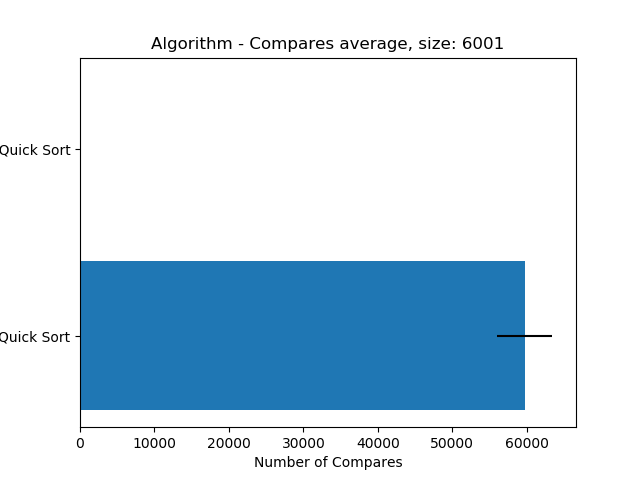 Algorithm - Compares average, size: 6001
Quick Sort
Quick Sort
0 10000 20000 30000 40000 50000 60000
Number of Compares